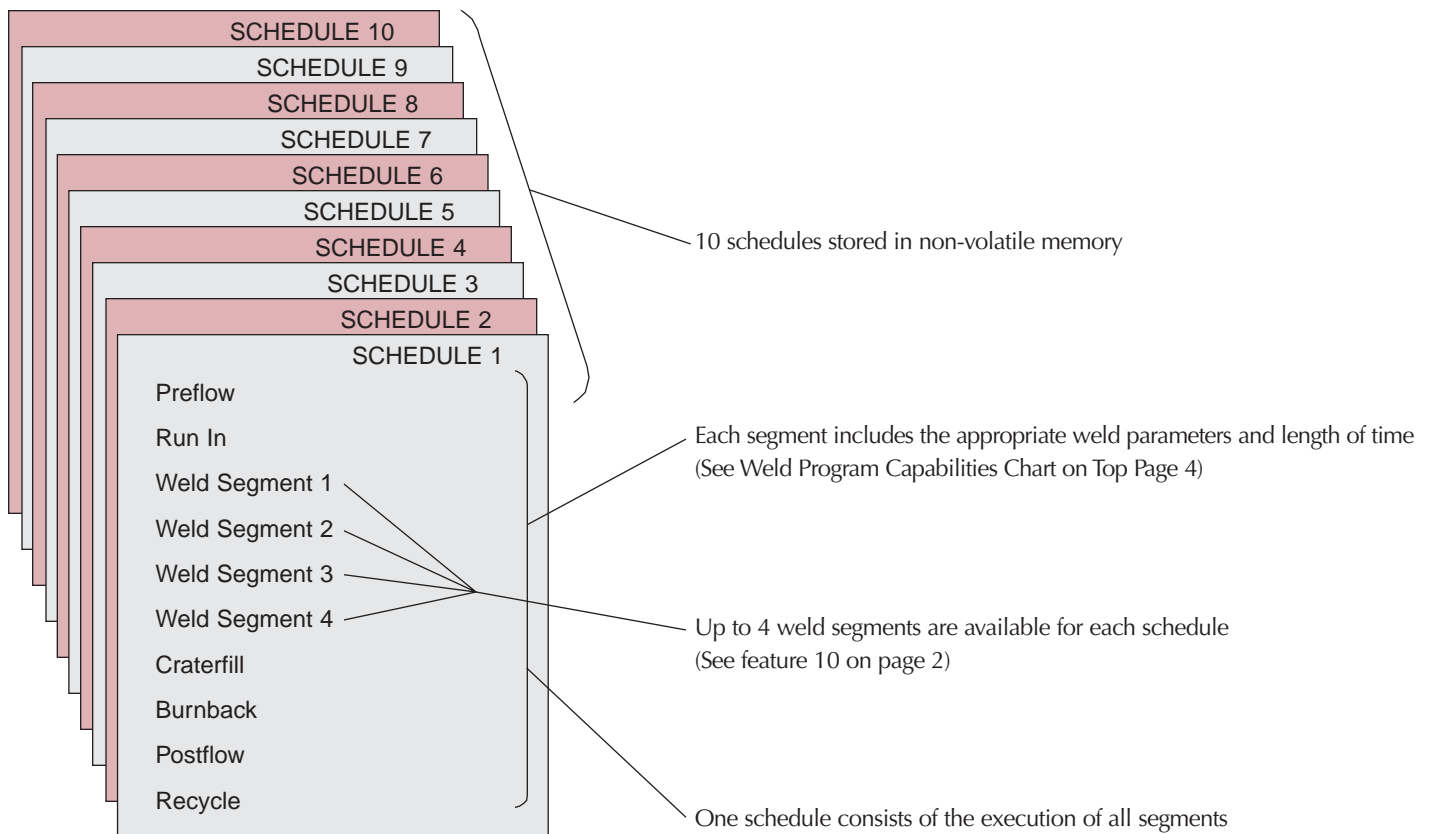 SCHEDULE 10
SCHEDULE 9
SCHEDULE 8
SCHEDULE 7
SCHEDULE 6
SCHEDULE 5
SCHEDULE 4
SCHEDULE 3
SCHEDULE 2
SCHEDULE 1
Preflow
Run In
Weld Segment 1
Weld Segment 2
Weld Segment 3
Weld Segment 4
Craterfill
Burnback
Postflow
Recycle
10 schedules stored in non-volatile memory
Each segment includes the appropriate weld parameters and length of time
(See Weld Program Capabilities Chart on Top Page 4)
Up to 4 weld segments are available for each schedule
(See feature 10 on page 2)
One schedule consists of the execution of all segments